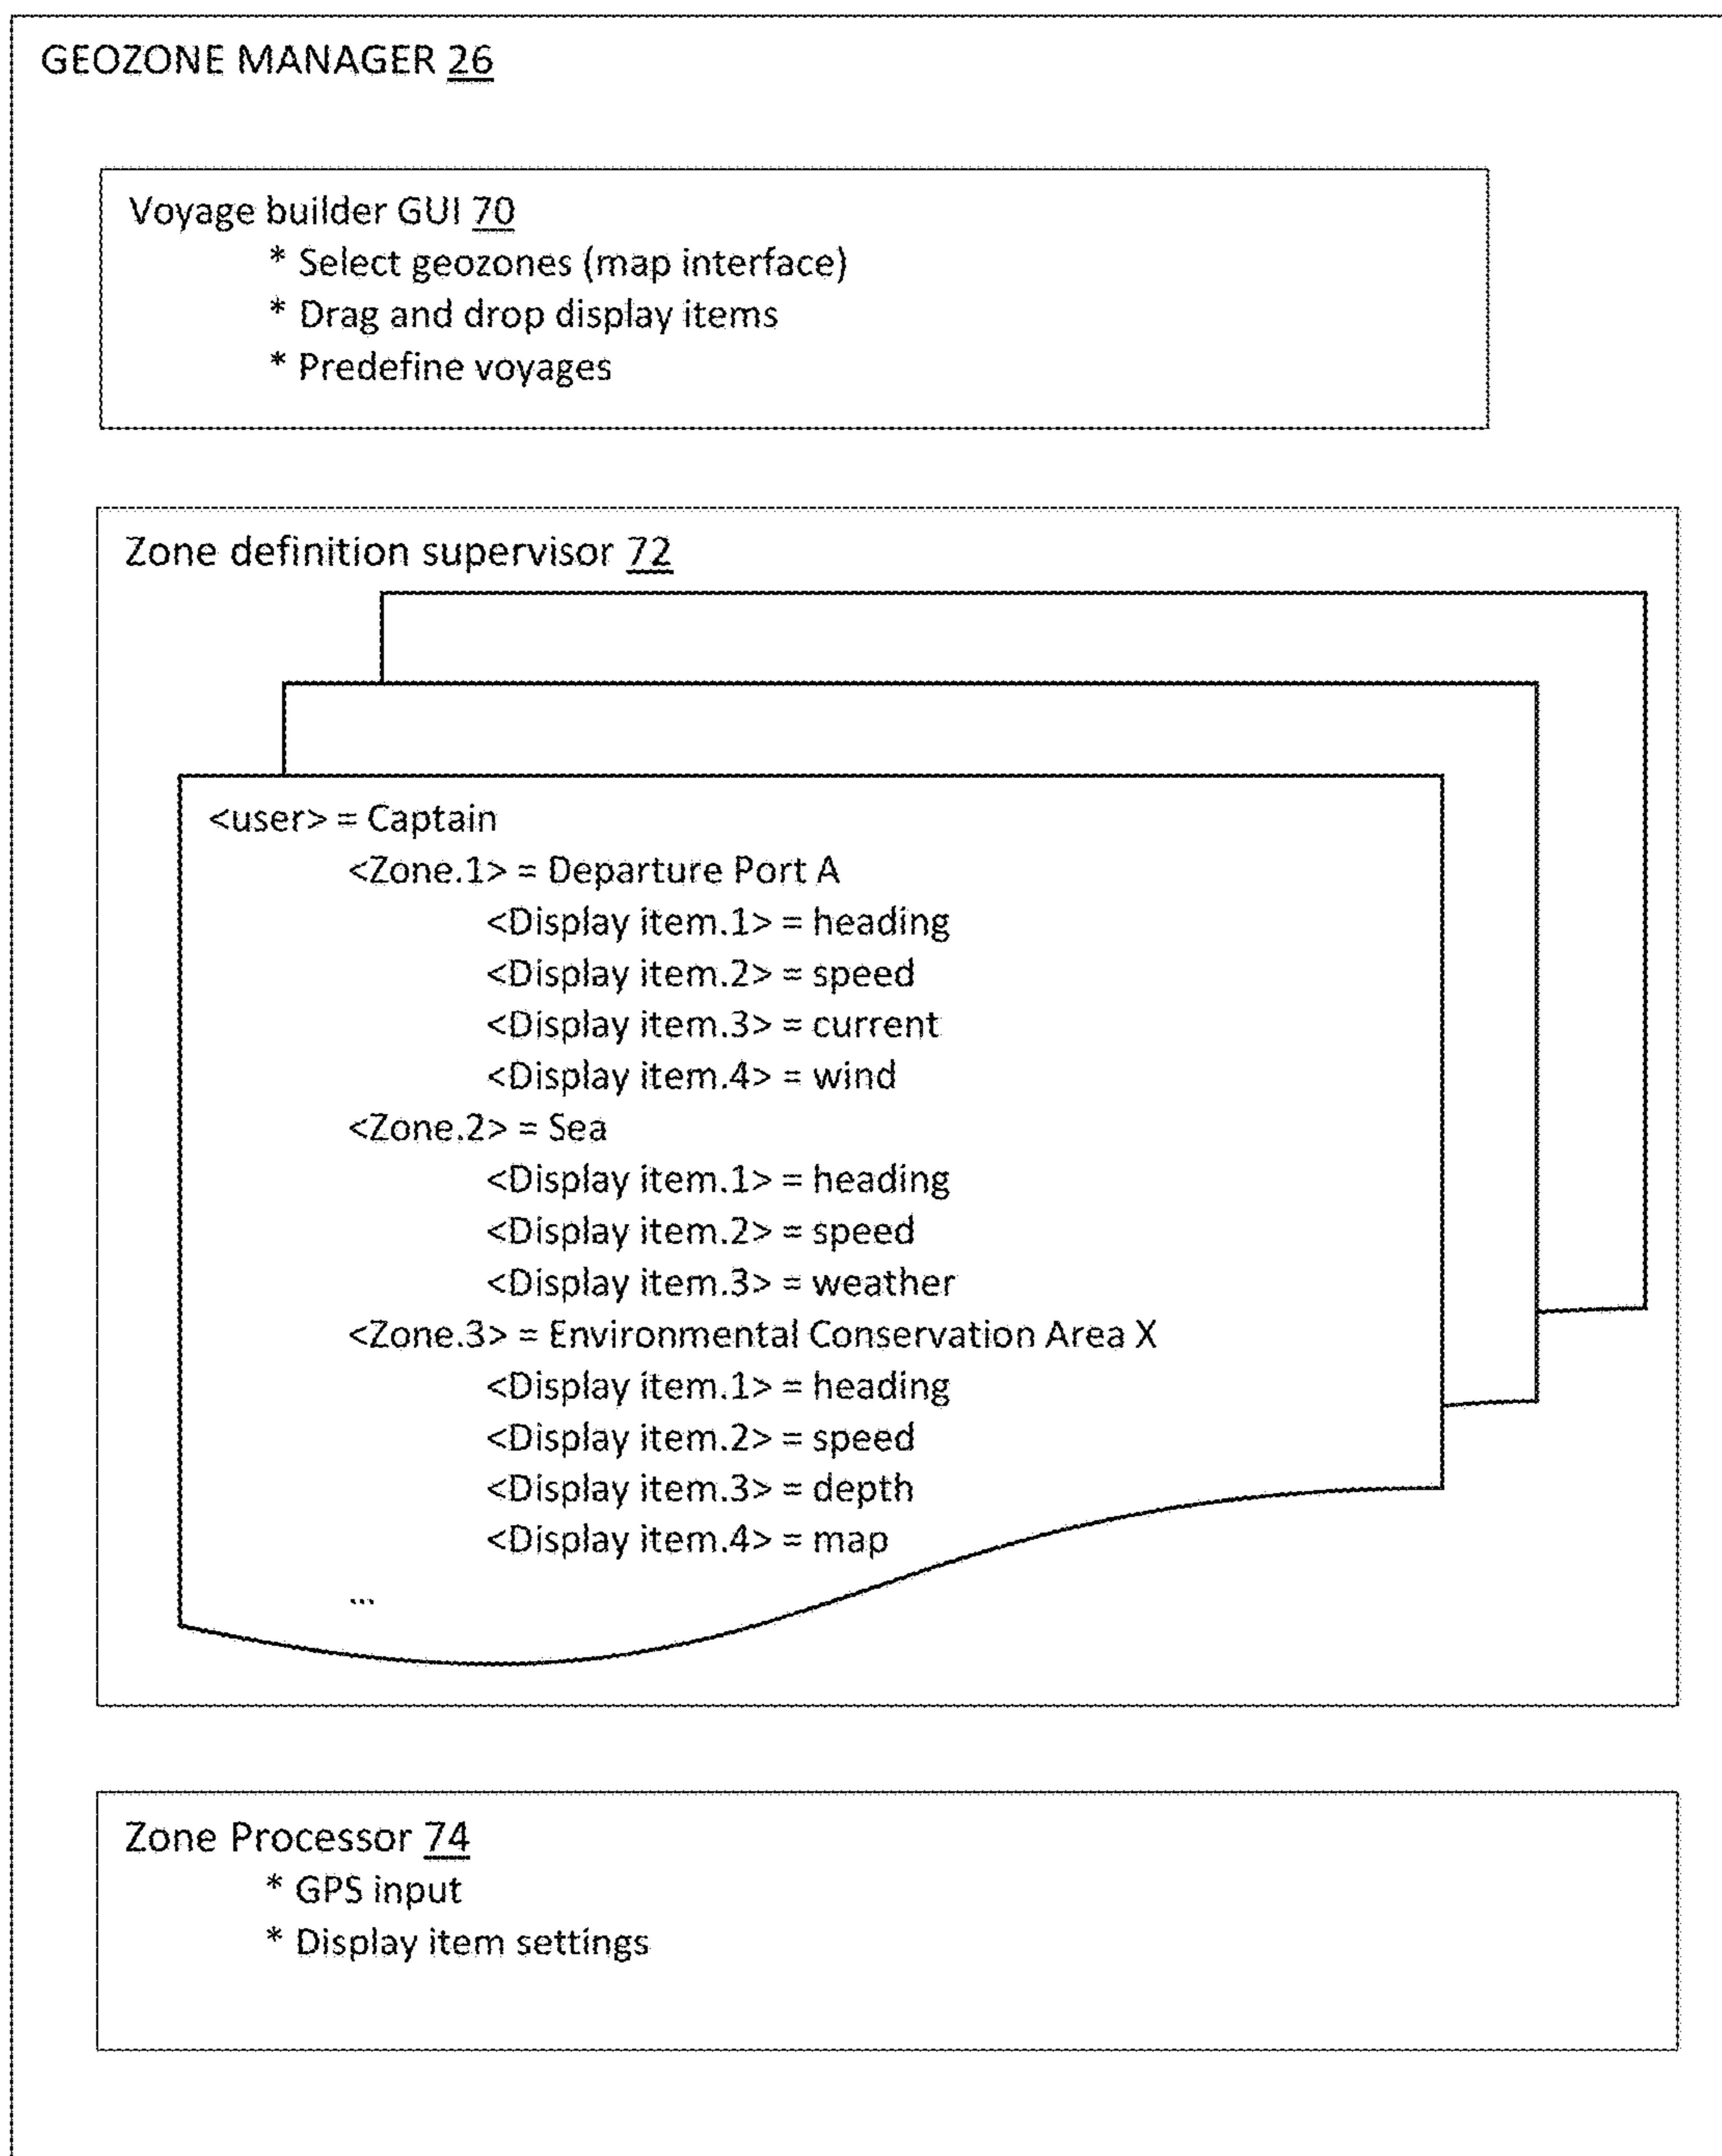 GEOZONE MANAGER 26
Voyage builder GUI 70
* Select geozones (map interface)
* Drag and drop display items
* Predefine voyages
Zone definition supervisor 72
<user> = Captain
<Zone.1> = Departure Port A
<Display item.1> = heading
<Display item.2> = speed
<Display item.3> = current
<Display item.4> = wind
<Zone.2> = Sea
<Display item.1> = heading
<Display item.2> = speed
<Display item.3> = weather
<Zone.3> = Environmental Conservation Area X
<Display item.1> = heading
<Display item.2> = speed
<Display item.3> = depth
<Display item.4> = map
...
Zone Processor 74
* GPS input
* Display item settings